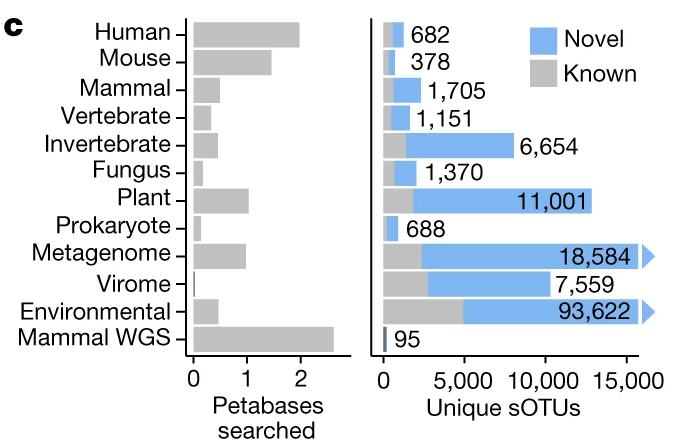 c
Human
682
Novel
Mouse
378
Known
Mammal
1,705
Vertebrate
1,151
Invertebrate
6,654
Fungus
1,370
Plant
11,001
Prokaryote
688
Metagenome
18,584
Virome
7,559
Environmental
93,622
Mammal WGS
95
0 1 2
0 5,000 10,000 15,000
Petabases
searched
Unique sOTUs